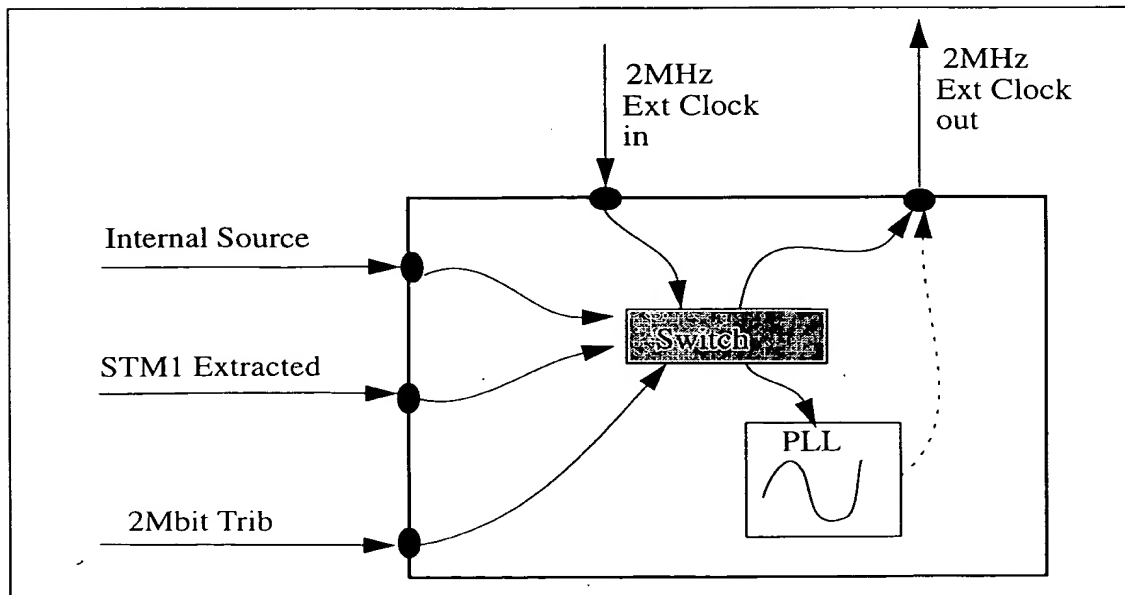 2MHz
Ext Clock
in
2MHz
Ext Clock
out
Internal Source
Switch
STM1 Extracted
PLL
2Mbit Trib